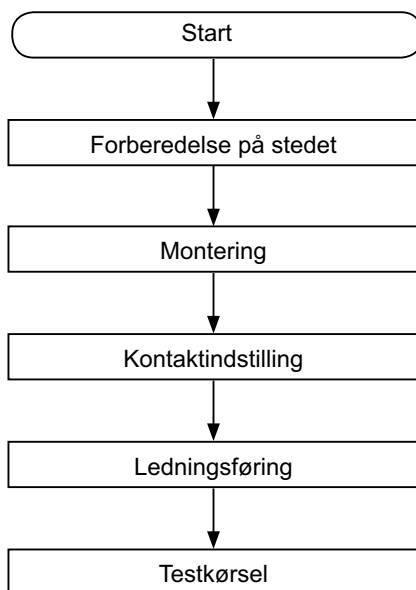 Start
Forberedelse på stedet
Montering
Kontaktindstilling
Ledningsføring
Testkørsel